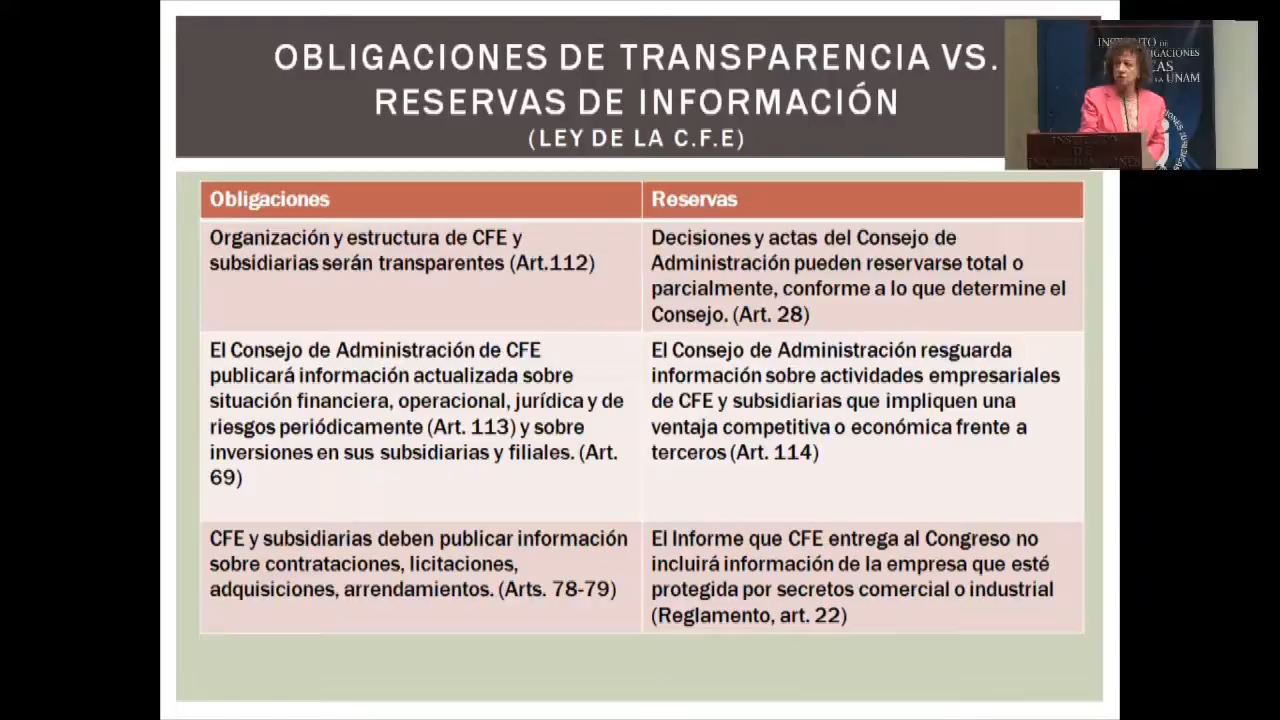 OBLIGACIONES DE TRANSPARENCIA VS.
RESERVAS DE INFORMACIÓN
(LEY DE LA C.F.E)
INSTITUTO DE
UNAM
INSTITUTO
DE
INVESTIGACIONES
Obligaciones
Reservas
Organización y estructura de CFE y
subsidiarias serán transparentes (Art.112)
Decisiones y actas del Consejo de
Administración pueden reservarse total o
parcialmente, conforme a lo que determine el
Consejo. (Art. 28)
El Consejo de Administración de CFE
publicará información actualizada sobre
situación financiera, operacional, jurídica y de
riesgos periódicamente (Art. 113) y sobre
inversiones en sus subsidiarias y filiales. (Art.
69)
El Consejo de Administración resguarda
información sobre actividades empresariales
de CFE y subsidiarias que impliquen una
ventaja competitiva o económica frente a
terceros (Art. 114)
CFE y subsidiarias deben publicar información
sobre contrataciones, licitaciones,
adquisiciones, arrendamientos. (Arts. 78-79)
El Informe que CFE entrega al Congreso no
incluirá información de la empresa que esté
protegida por secretos comercial o industrial
(Reglamento, art. 22)